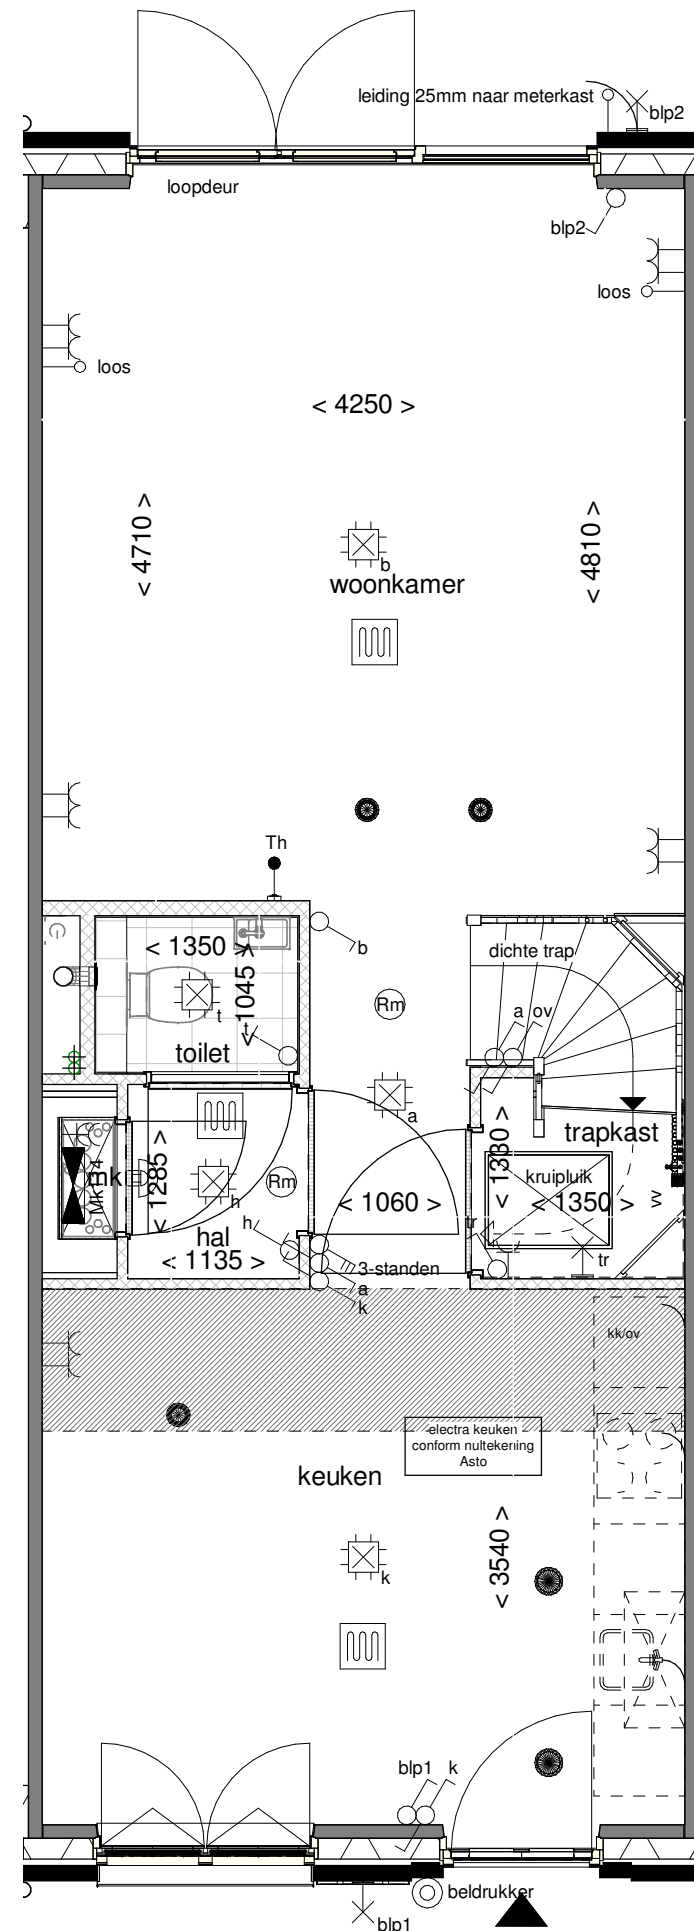 leiding 25mm naar meterkast
blp2
loopdeur
blp2
loos
loos
< 4250 >
< 4710 >
< 4810 >
b
woonkamer
Th
b
< 1350 >
< 1045 >
t
t
toilet
Rm
dichte trap
a ov
a
trapkast
mk
< 1285 >
h
Rm
h
hal
< 1135 >
< 1060 >
< 1330 >
kruipluik
< 1350 >
vv
tr
tr
3-standen
a
k
kk/ov
electra keuken
conform nultekening
Asto
keuken
< 3540 >
k
blp1 k
beldrukker
blp1